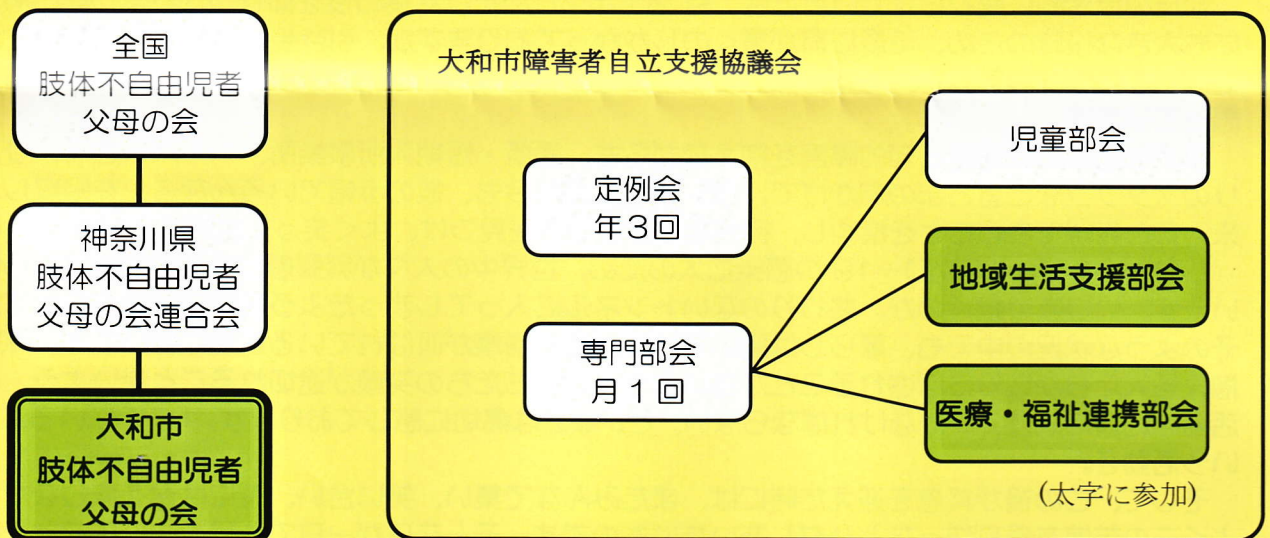 全国
肢体不自由児者
父母の会
神奈川県
肢体不自由児者
父母の会連合会
大和市
肢体不自由児者
父母の会
大和市障害者自立支援協議会
定例会
年3回
専門部会
月1回
児童部会
地域生活支援部会
医療・福祉連携部会
(太字に参加)